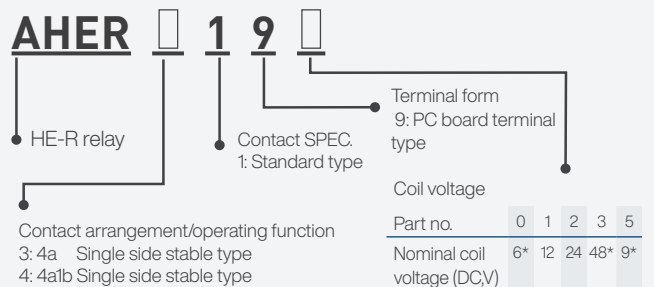 AHER □ 1 9 □
HE-R relay
Contact SPEC.
1: Standard type
Terminal form
9: PC board terminal
type
Contact arrangement/operating function
3: 4a Single side stable type
4: 4a1b Single side stable type
Coil voltage
Part no. 0 1 2 3 5
Nominal coil 6* 12 24 48* 9*
voltage (DC,V)